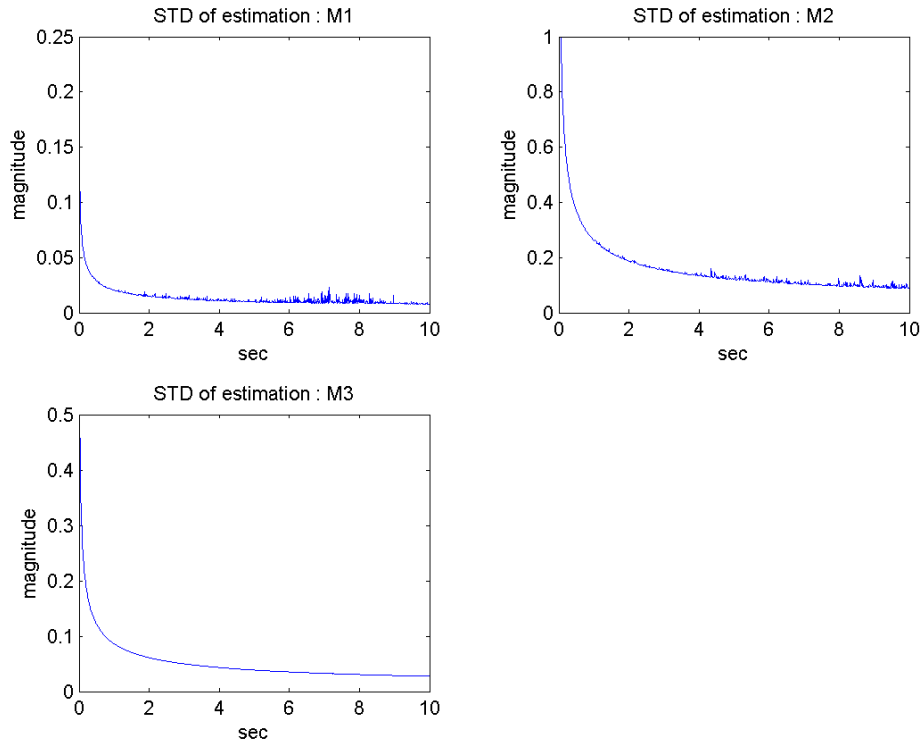 STD of estimation : M1
0.25
0.2
0.15
0.1
0.05
0
magnitude
0 2 4 6 8 10
sec
STD of estimation : M2
1
0.8
0.6
0.4
0.2
0
magnitude
0 2 4 6 8 10
sec
STD of estimation : M3
0.5
0.4
0.3
0.2
0.1
0
magnitude
0 2 4 6 8 10
sec